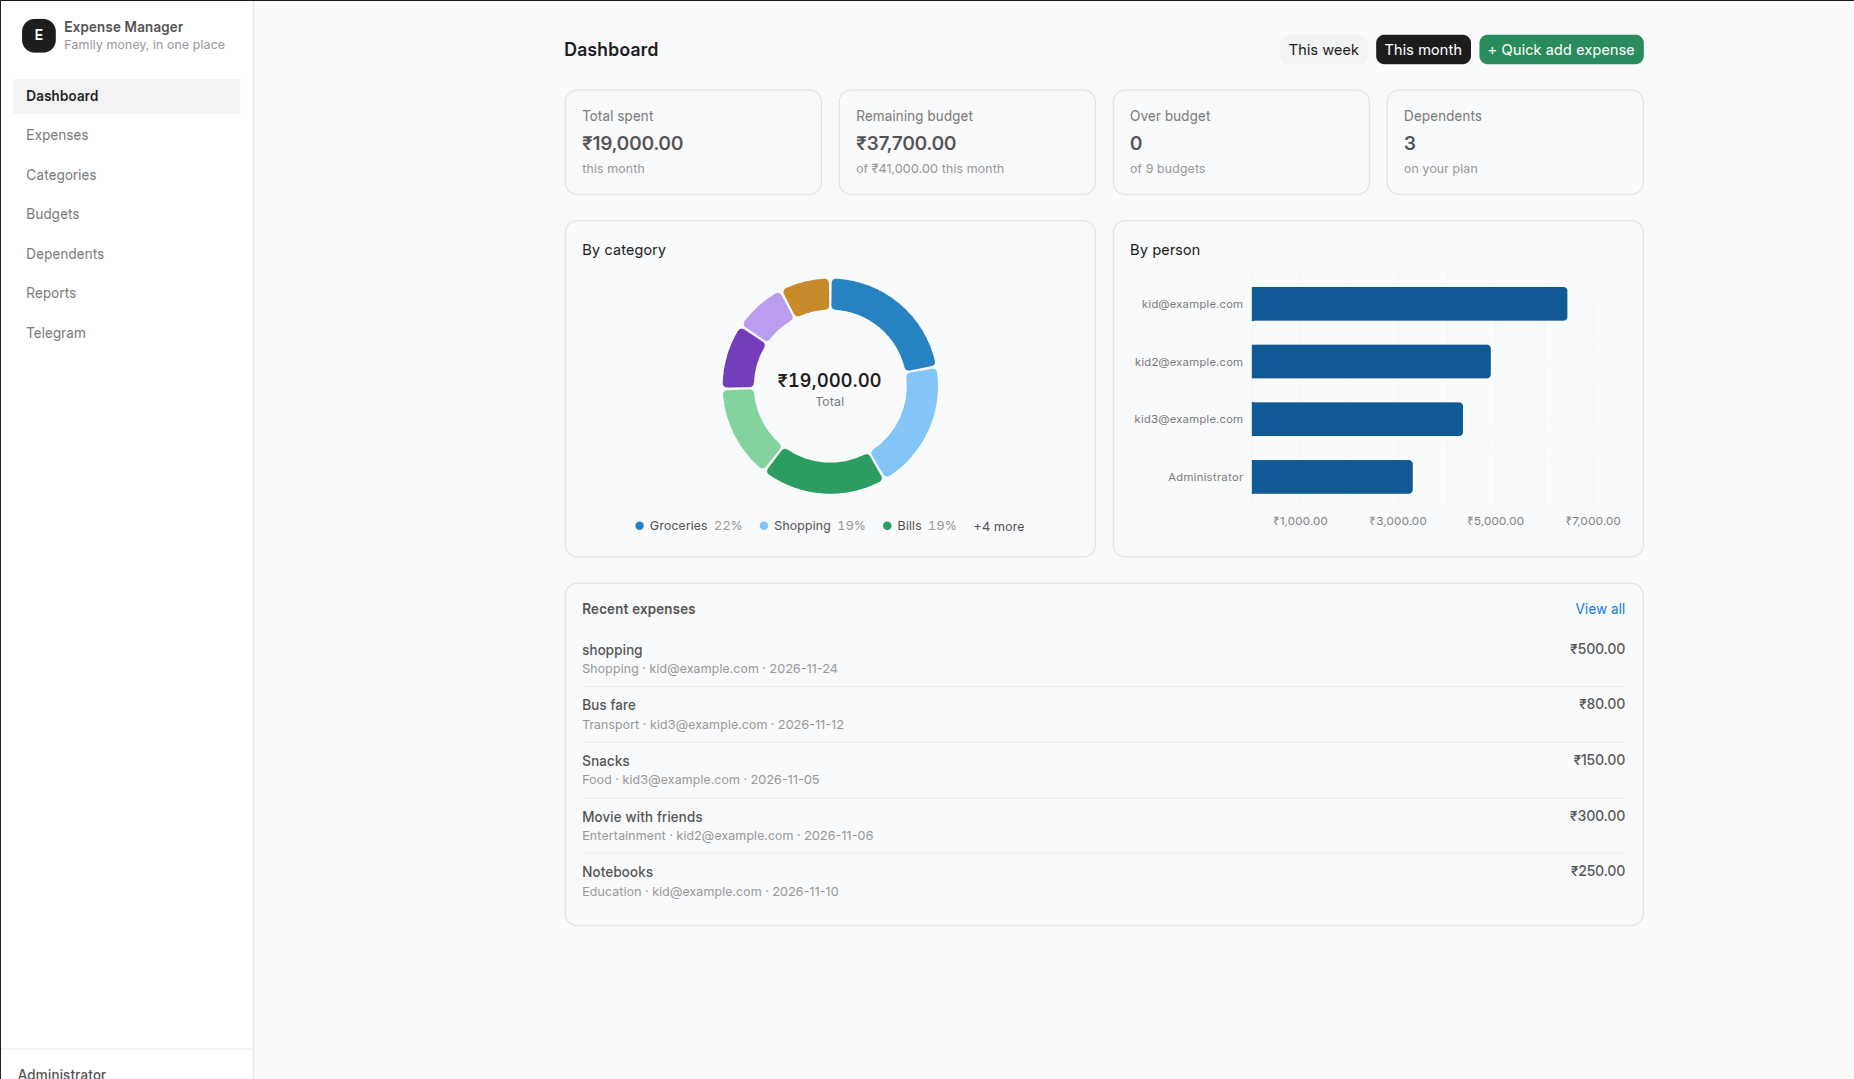 E
Expense Manager
Family money, in one place
Dashboard
Expenses
Categories
Budgets
Dependents
Reports
Telegram
Administrator
Dashboard
This week
This month
+ Quick add expense
Total spent
₹19,000.00
this month
Remaining budget
₹37,700.00
of ₹41,000.00 this month
Over budget
0
of 9 budgets
Dependents
3
on your plan
By category
₹19,000.00
Total
Groceries 22% Shopping 19% Bills 19% +4 more
By person
kid@example.com
kid2@example.com
kid3@example.com
Administrator
₹1,000.00 ₹3,000.00 ₹5,000.00 ₹7,000.00
Recent expenses
View all
shopping
₹500.00
Shopping · kid@example.com · 2026-11-24
Bus fare
₹80.00
Transport · kid3@example.com · 2026-11-12
Snacks
₹150.00
Food · kid3@example.com · 2026-11-05
Movie with friends
₹300.00
Entertainment · kid2@example.com · 2026-11-06
Notebooks
₹250.00
Education · kid@example.com · 2026-11-10